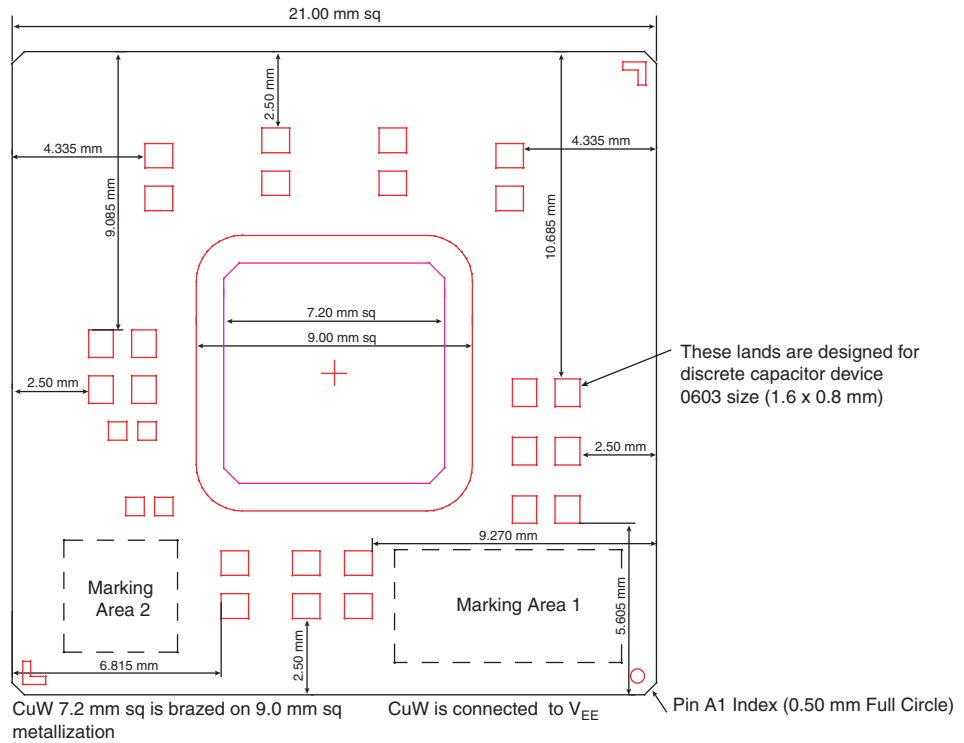 21.00 mm sq
2.50 mm
4.335 mm
4.335 mm
9.085 mm
10.685 mm
7.20 mm sq
9.00 mm sq
These lands are designed for
discrete capacitor device
0603 size (1.6 x 0.8 mm)
2.50 mm
2.50 mm
9.270 mm
Marking
Area 2
Marking Area 1
5.605 mm
2.50 mm
6.815 mm
CuW 7.2 mm sq is brazed on 9.0 mm sq
metallization
CuW is connected to VEE
Pin A1 Index (0.50 mm Full Circle)